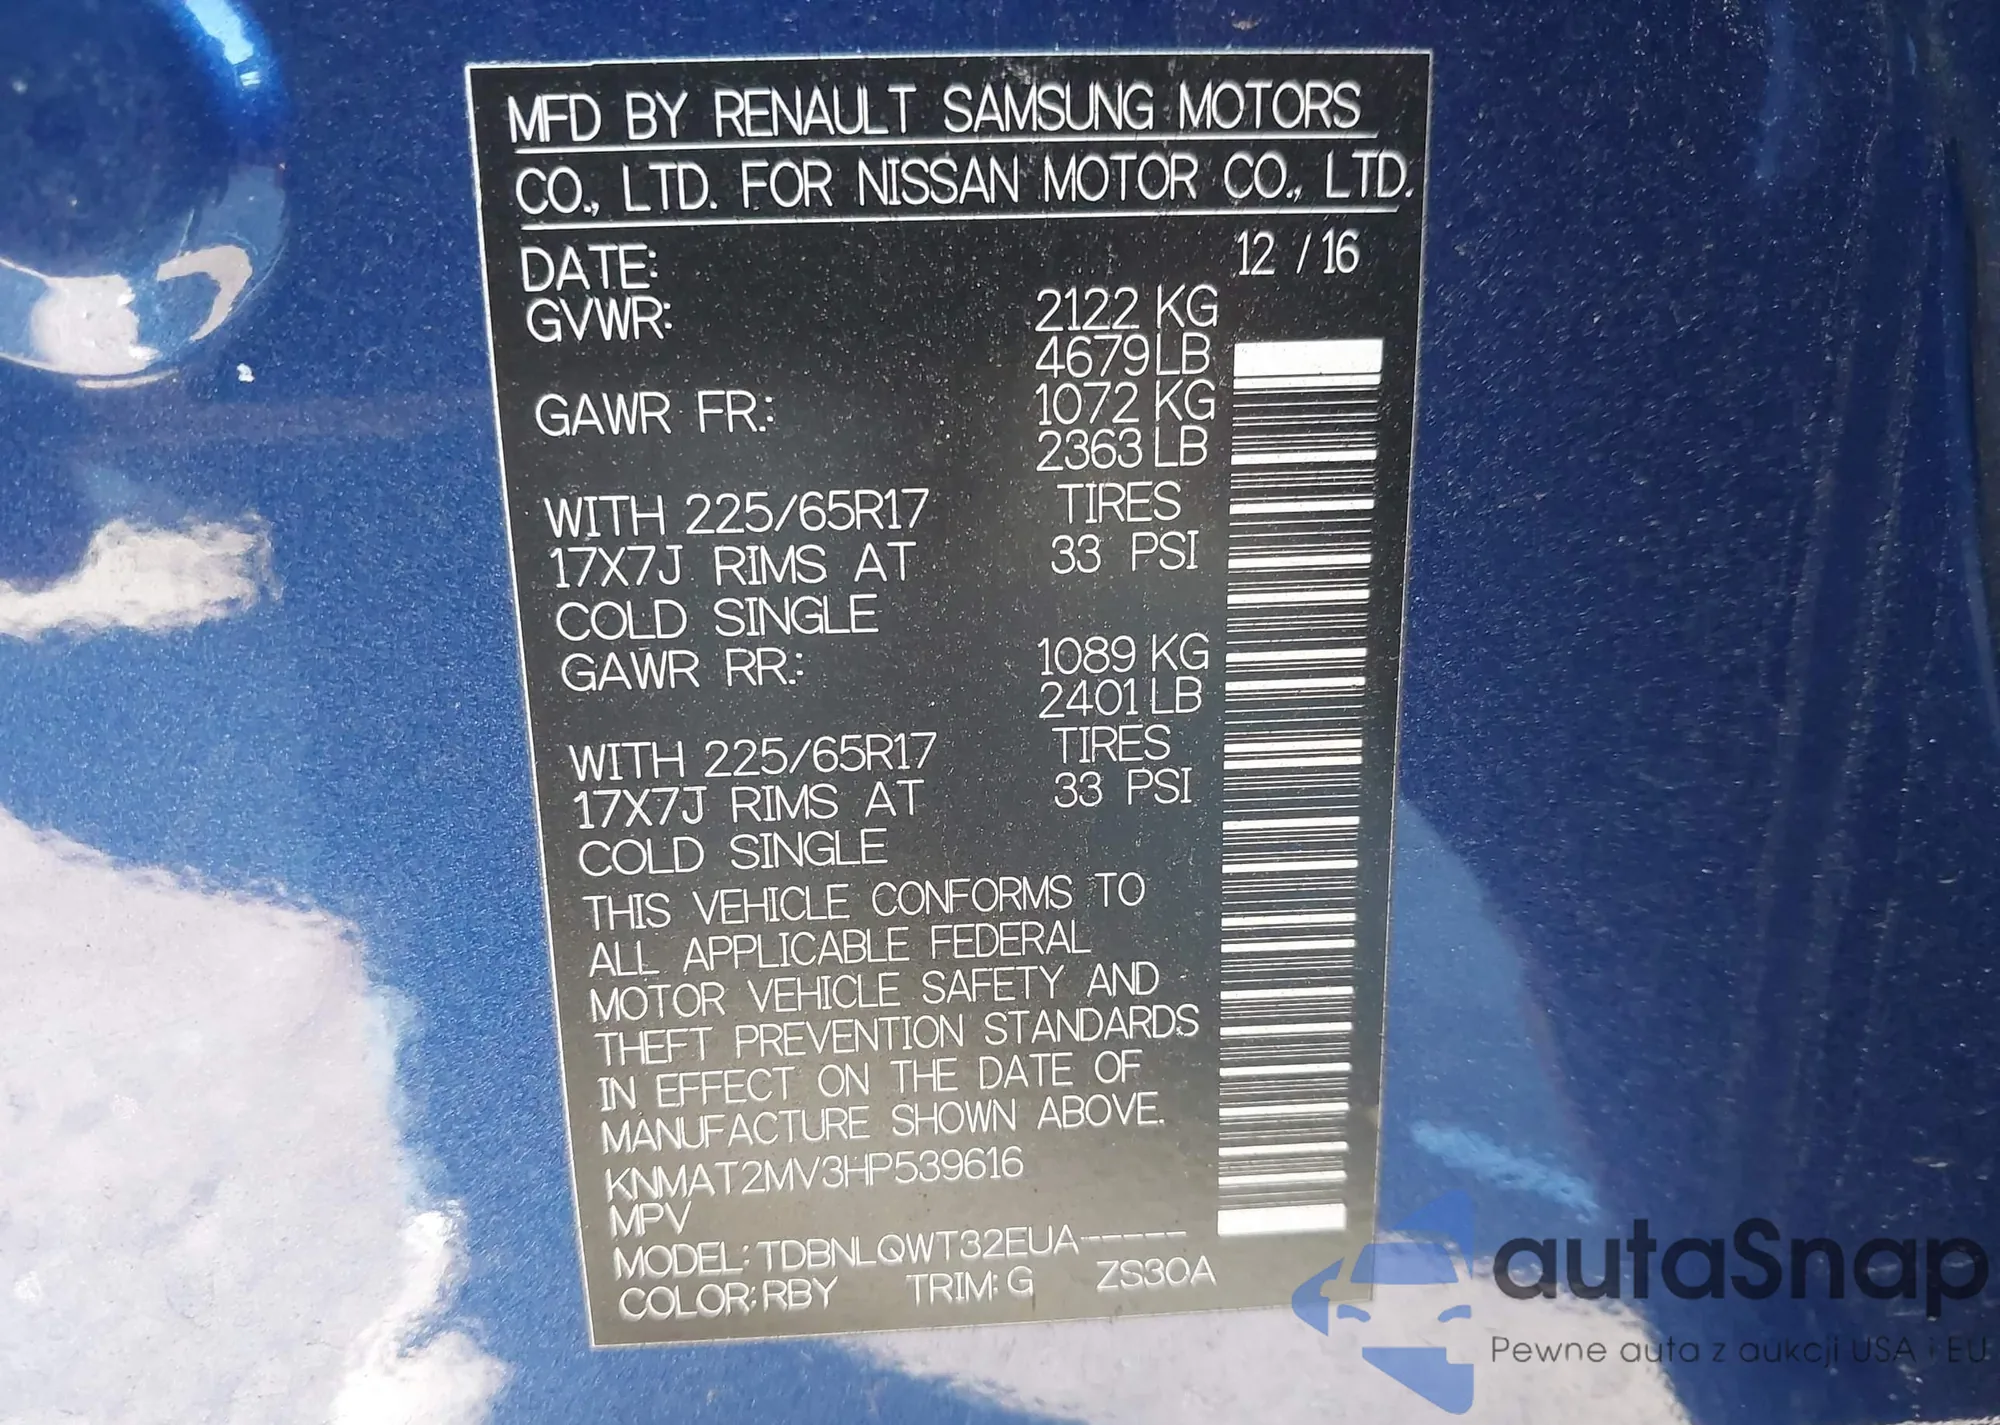 MFD BY RENAULT SAMSUNG MOTORS
CO., LTD. FOR NISSAN MOTOR CO., LTD.
DATE: 12 / 16
GVWR: 2122 KG
4679 LB
GAWR FR.: 1072 KG
2363 LB
WITH 225/65R17 TIRES
17X7J RIMS AT 33 PSI
COLD SINGLE
GAWR RR.: 1089 KG
2401 LB
WITH 225/65R17 TIRES
17X7J RIMS AT 33 PSI
COLD SINGLE
THIS VEHICLE CONFORMS TO
ALL APPLICABLE FEDERAL
MOTOR VEHICLE SAFETY AND
THEFT PREVENTION STANDARDS
IN EFFECT ON THE DATE OF
MANUFACTURE SHOWN ABOVE.
KNMAT2MV3HP539616
MPV
MODEL: TDBNLQWT32EUA-----
COLOR: RBY TRIM: G ZS30A
autaSnap
Pewne auta z aukcji USA i EU